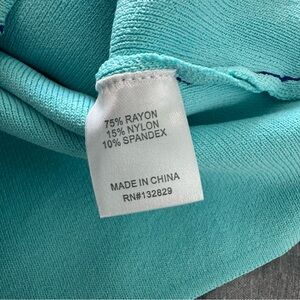 75% RAYON
15% NYLON
10% SPANDEX
MADE IN CHINA
RN#132829